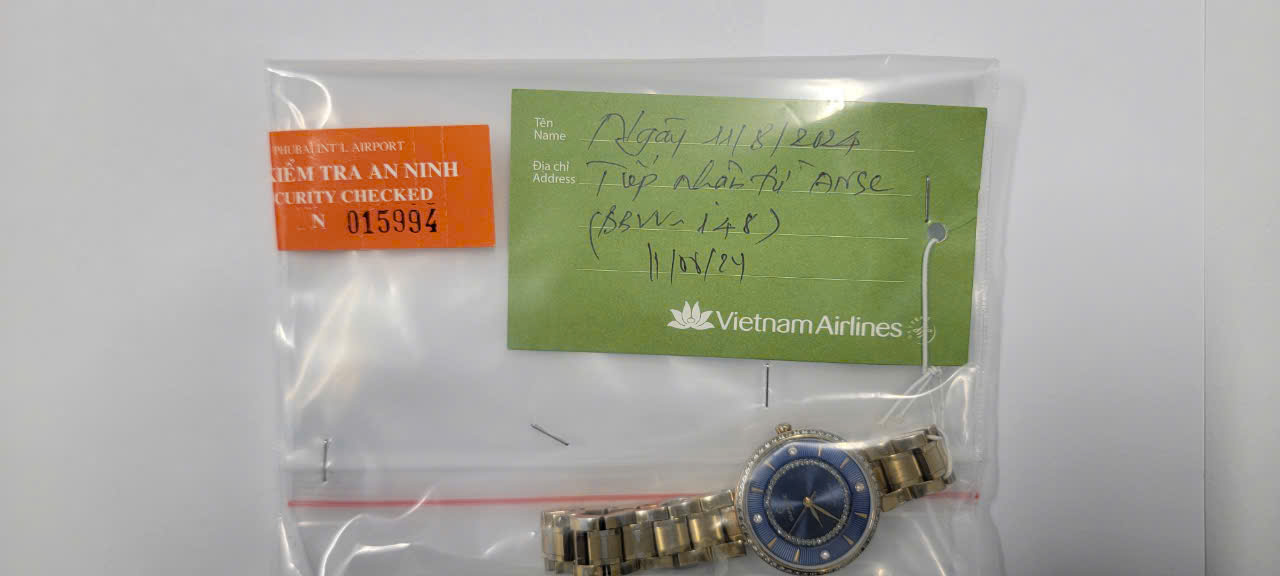 PHUBAI INT'L AIRPORT
KIỂM TRA AN NINH
CURITY CHECKED
N 015994
Tên
Name
Ngày 11/8/2024
Địa chỉ
Address
Tiếp nhận từ ANSC
(BBVN-148)
11/08/24
Vietnam Airlines